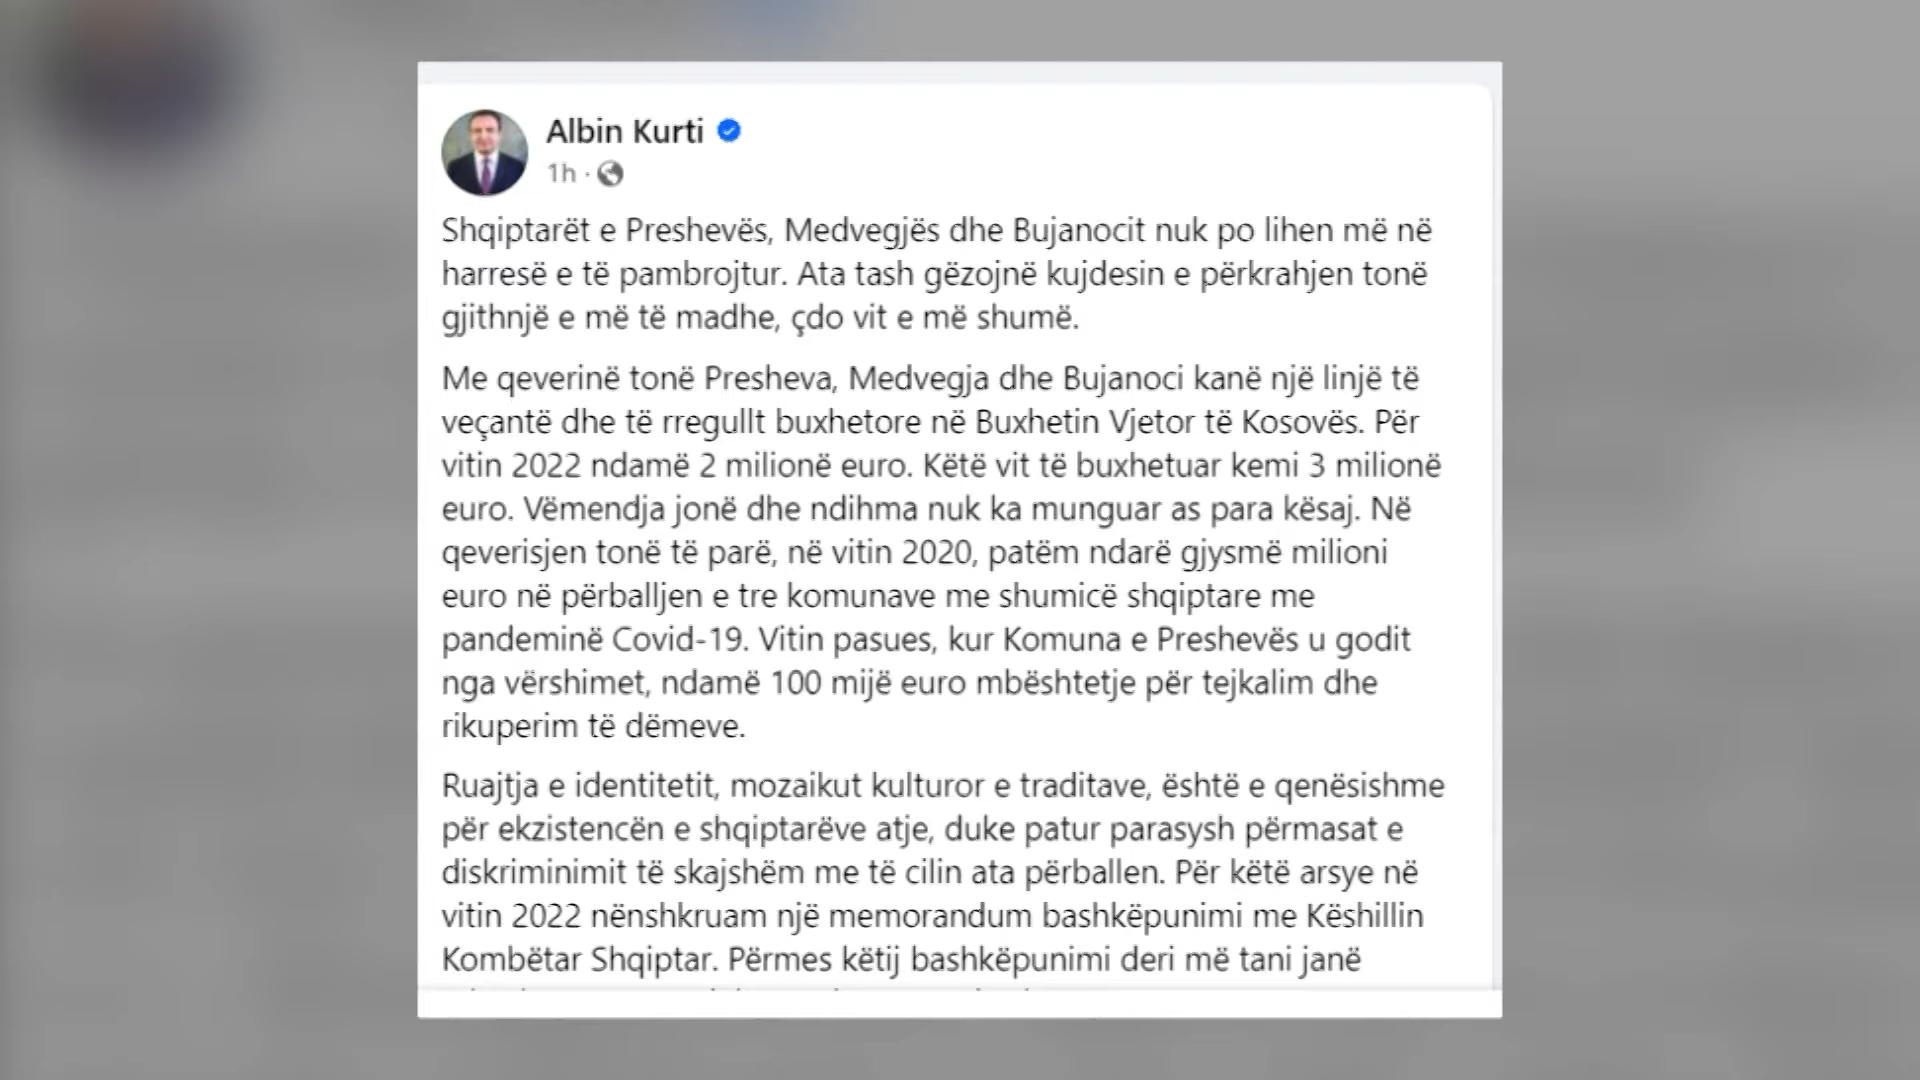 Albin Kurti
1h ·
Shqiptarët e Preshevës, Medvegjës dhe Bujanocit nuk po lihen më në
harresë e të pambrojtur. Ata tash gëzojnë kujdesin e përkrahjen tonë
gjithnjë e më të madhe, çdo vit e më shumë.
Me qeverinë tonë Presheva, Medvegja dhe Bujanoci kanë një linjë të
veçantë dhe të rregullt buxhetore në Buxhetin Vjetor të Kosovës. Për
vitin 2022 ndamë 2 milionë euro. Këtë vit të buxhetuar kemi 3 milionë
euro. Vëmendja jonë dhe ndihma nuk ka munguar as para kësaj. Në
qeverisjen tonë të parë, në vitin 2020, patëm ndarë gjysmë milioni
euro në përballjen e tre komunave me shumicë shqiptare me
pandeminë Covid-19. Vitin pasues, kur Komuna e Preshevës u godit
nga vërshimet, ndamë 100 mijë euro mbështetje për tejkalim dhe
rikuperim të dëmeve.
Ruajtja e identitetit, mozaikut kulturor e traditave, është e qenësishme
për ekzistencën e shqiptarëve atje, duke patur parasysh përmasat e
diskriminimit të skajshëm me të cilin ata përballen. Për këtë arsye në
vitin 2022 nënshkruam një memorandum bashkëpunimi me Këshillin
Kombëtar Shqiptar. Përmes këtij bashkëpunimi deri më tani janë